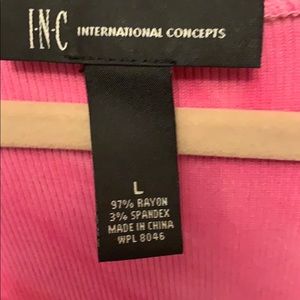 I·N·C INTERNATIONAL CONCEPTS
L
97% RAYON
3% SPANDEX
MADE IN CHINA
WPL 8046